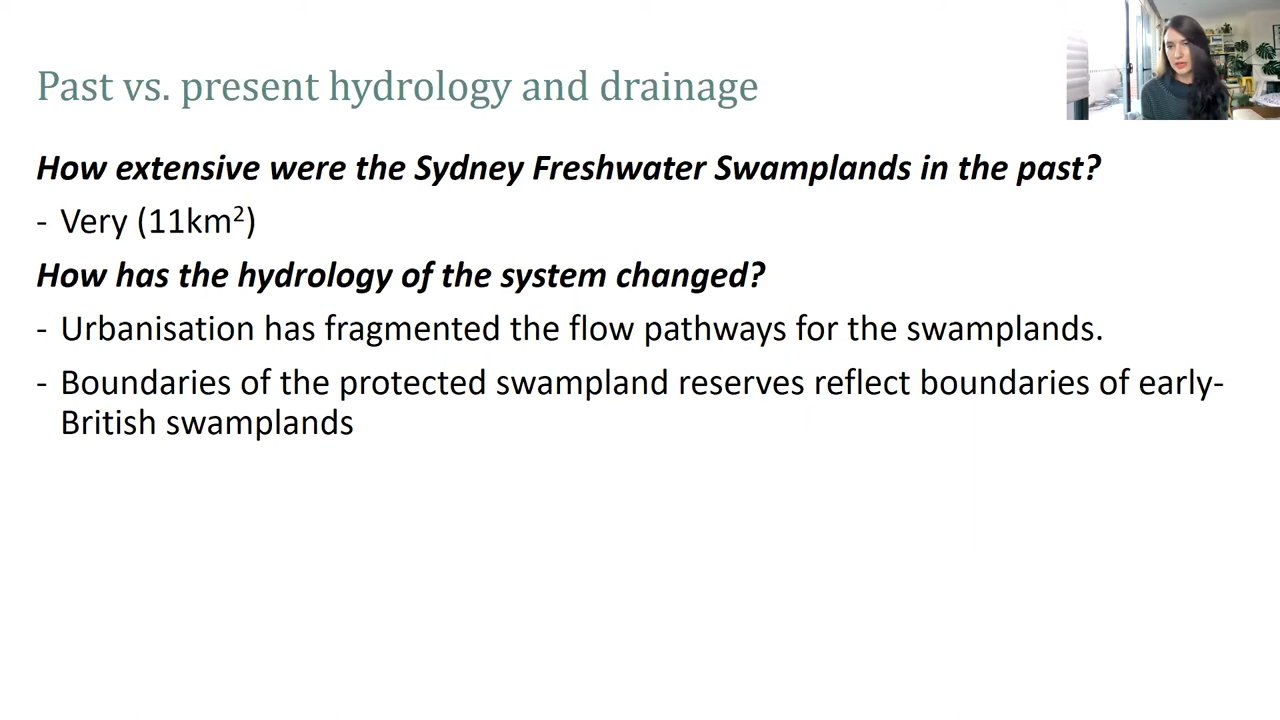 Past vs. present hydrology and drainage
How extensive were the Sydney Freshwater Swamplands in the past?
- Very (11km²)
How has the hydrology of the system changed?
- Urbanisation has fragmented the flow pathways for the swamplands.
- Boundaries of the protected swampland reserves reflect boundaries of early-
British swamplands